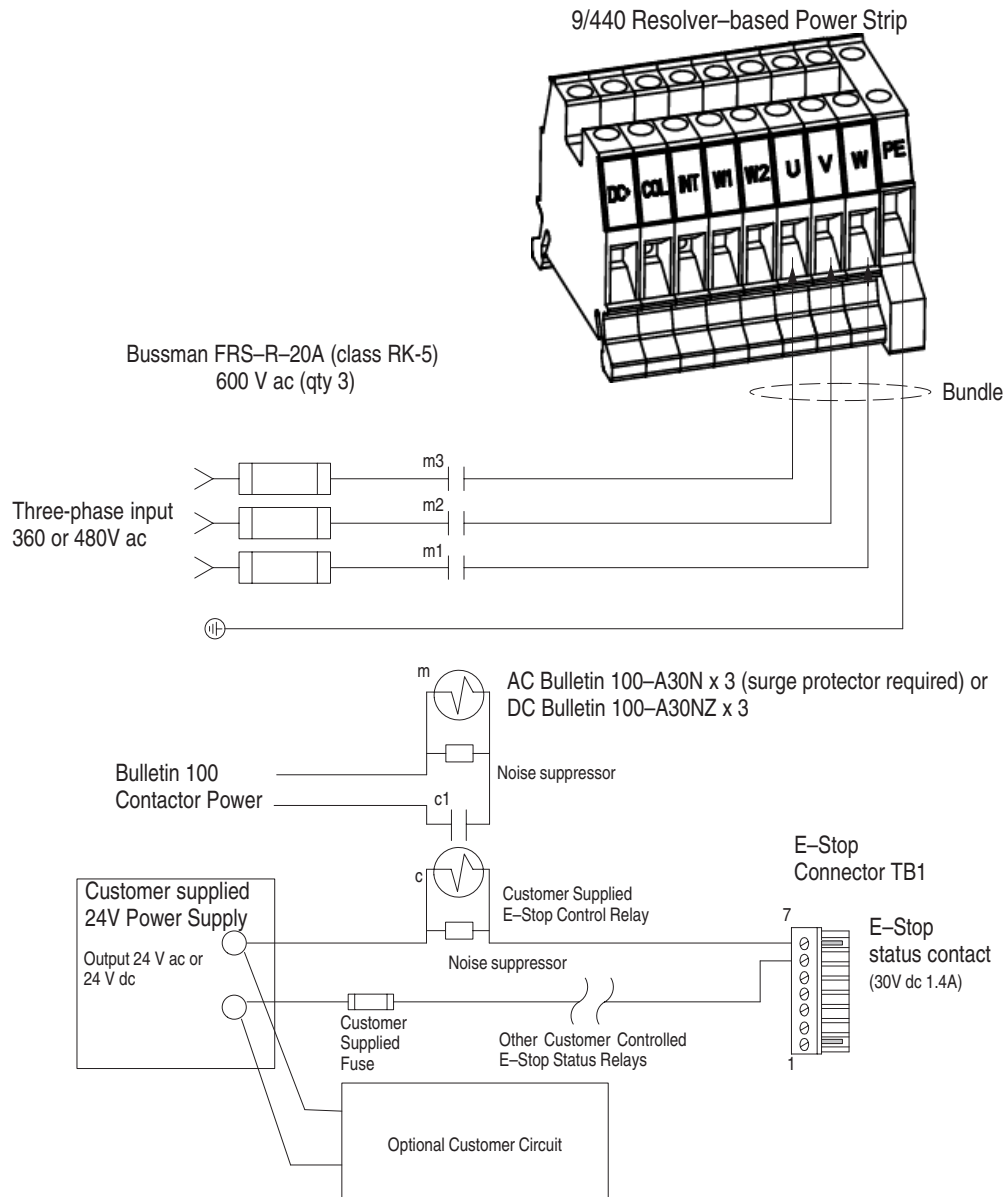 9/440 Resolver–based Power Strip
DC+ COL INT W1 W2 U V W PE
Bussman FRS–R–20A (class RK-5)
600 V ac (qty 3)
Bundle
m3
Three-phase input
360 or 480V ac
m2
m1
m
AC Bulletin 100–A30N x 3 (surge protector required) or
DC Bulletin 100–A30NZ x 3
Bulletin 100
Contactor Power
Noise suppressor
c1
E–Stop
Connector TB1
c
Customer Supplied
E–Stop Control Relay
Customer supplied
24V Power Supply
Output 24 V ac or
24 V dc
7
E–Stop
status contact
(30V dc 1.4A)
Noise suppressor
Customer
Supplied
Fuse
Other Customer Controlled
E–Stop Status Relays
1
Optional Customer Circuit